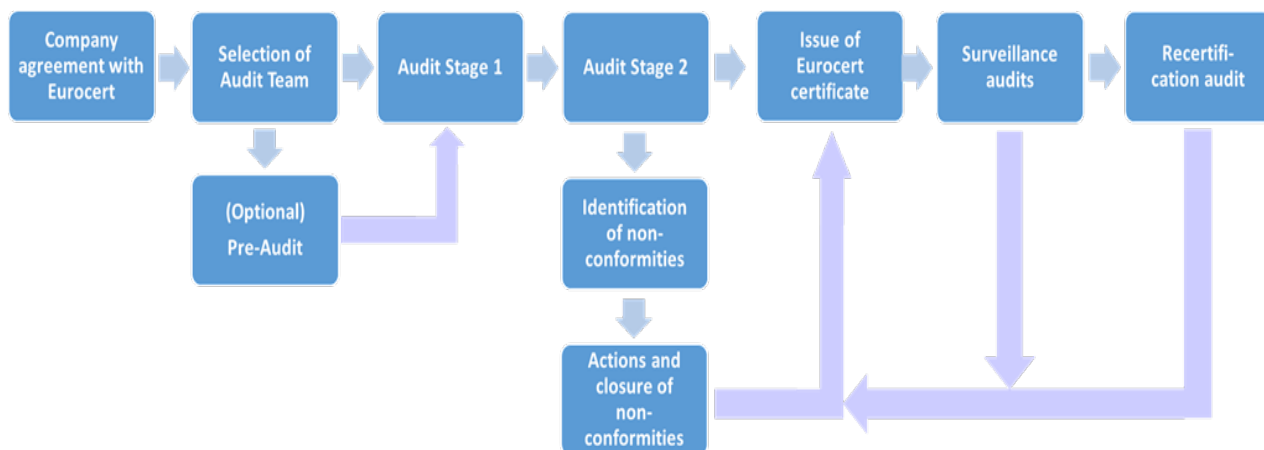 Company
agreement with
Eurocert
Selection of
Audit Team
Audit Stage 1
Audit Stage 2
Issue of
Eurocert
certificate
Surveillance
audits
Recertifi-
cation audit
(Optional)
Pre-Audit
Identification
of non-
conformities
Actions and
closure of
non-
conformities